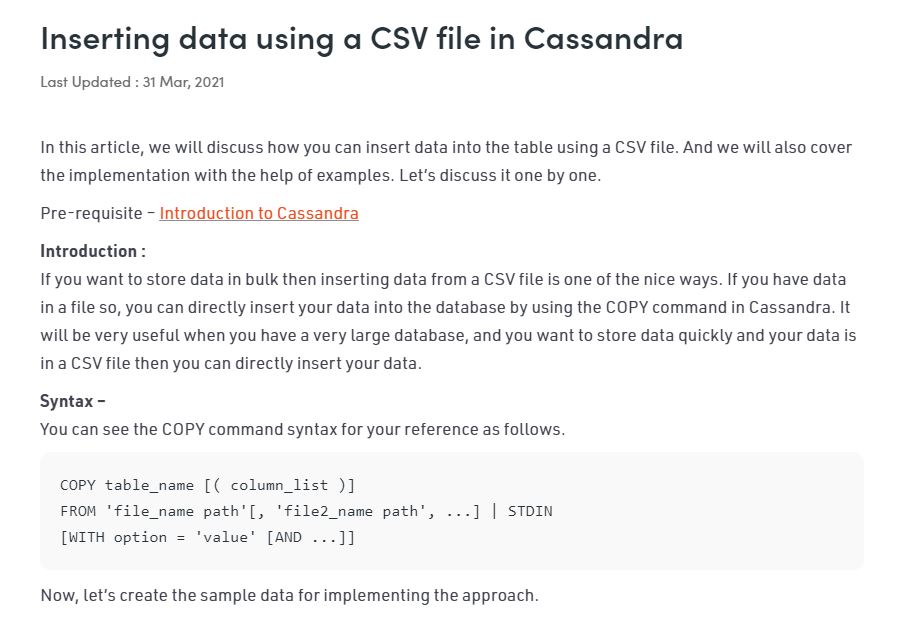 Inserting data using a CSV file in Cassandra
Last Updated : 31 Mar, 2021
In this article, we will discuss how you can insert data into the table using a CSV file. And we will also cover
the implementation with the help of examples. Let’s discuss it one by one.
Pre-requisite – Introduction to Cassandra
Introduction :
If you want to store data in bulk then inserting data from a CSV file is one of the nice ways. If you have data
in a file so, you can directly insert your data into the database by using the COPY command in Cassandra. It
will be very useful when you have a very large database, and you want to store data quickly and your data is
in a CSV file then you can directly insert your data.
Syntax –
You can see the COPY command syntax for your reference as follows.
COPY table_name [( column_list )]
FROM 'file_name path'[, 'file2_name path', ...] | STDIN
[WITH option = 'value' [AND ...]]
Now, let’s create the sample data for implementing the approach.